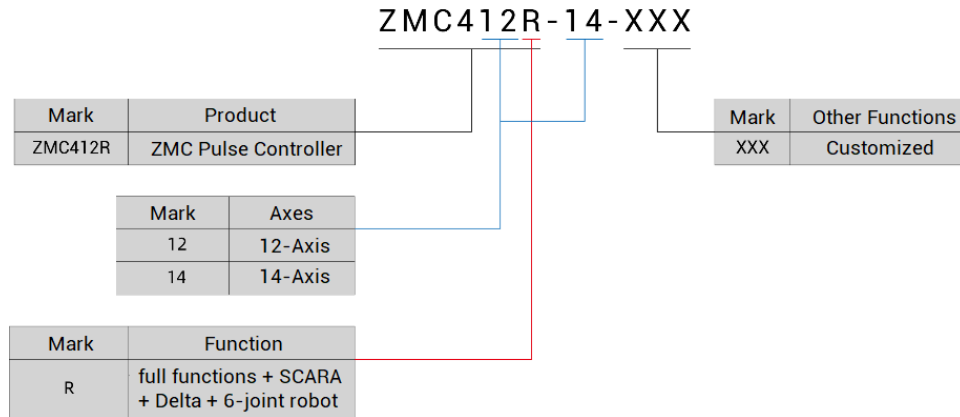 ZMC412R-14-XXX
Mark Product
ZMC412R ZMC Pulse Controller
Mark Other Functions
XXX Customized
Mark Axes
12 12-Axis
14 14-Axis
Mark Function
R full functions + SCARA
+ Delta + 6-joint robot